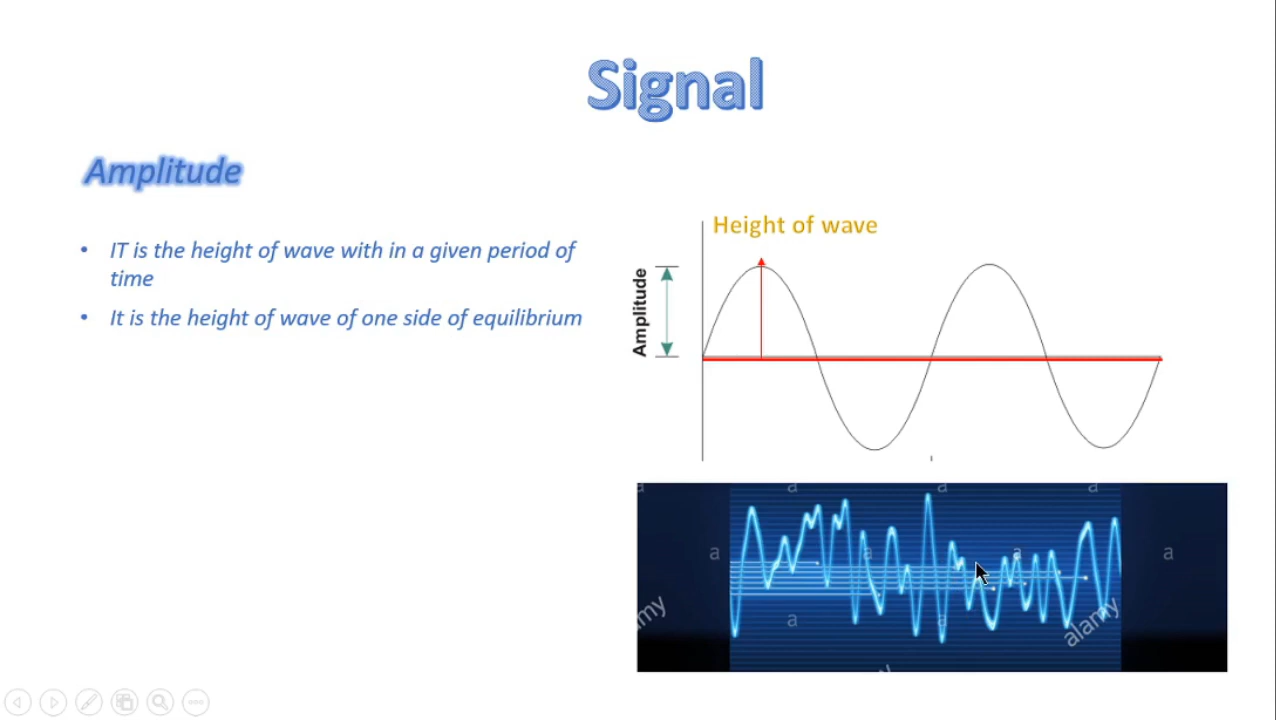 Signal
Amplitude
• IT is the height of wave with in a given period of
time
• It is the height of wave of one side of equilibrium
Height of wave
Amplitude
a a a a
a a a a
a a
alamy